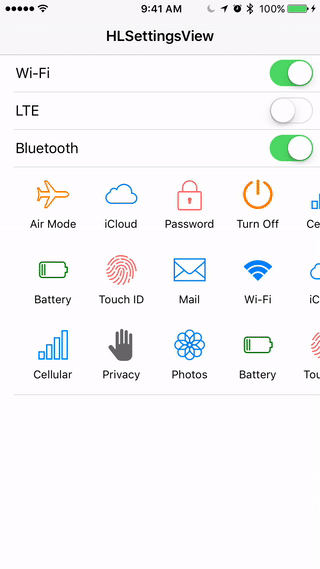 9:41 AM 100%
HLSettingsView
Wi-Fi
LTE
Bluetooth
Air Mode iCloud Password Turn Off Ce
Battery Touch ID Mail Wi-Fi iC
Cellular Privacy Photos Battery Tou